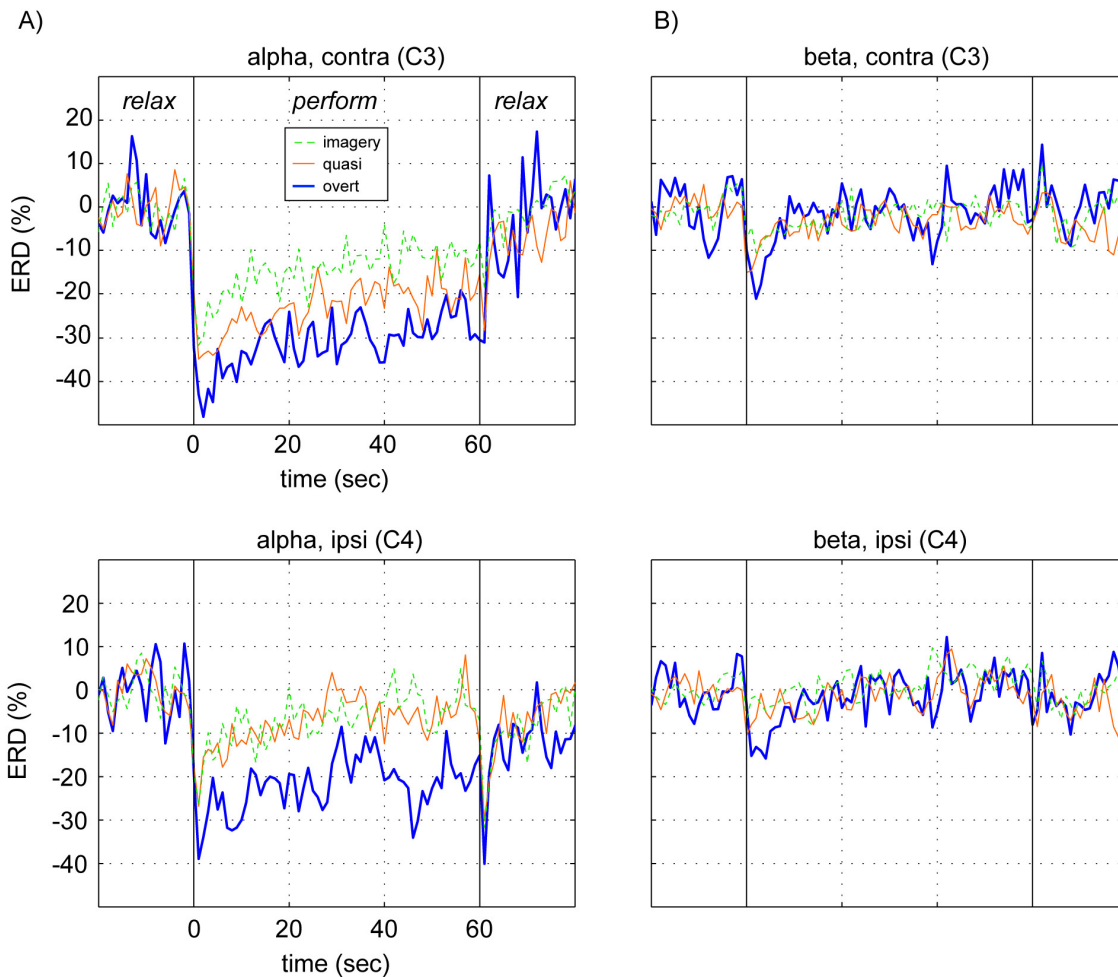 A)
B)
alpha, contra (C3)
beta, contra (C3)
relax
perform
relax
imagery
quasi
overt
20
10
0
-10
-20
-30
-40
ERD (%)
0
20
40
60
time (sec)
alpha, ipsi (C4)
beta, ipsi (C4)
20
10
0
-10
-20
-30
-40
ERD (%)
0
20
40
60
time (sec)